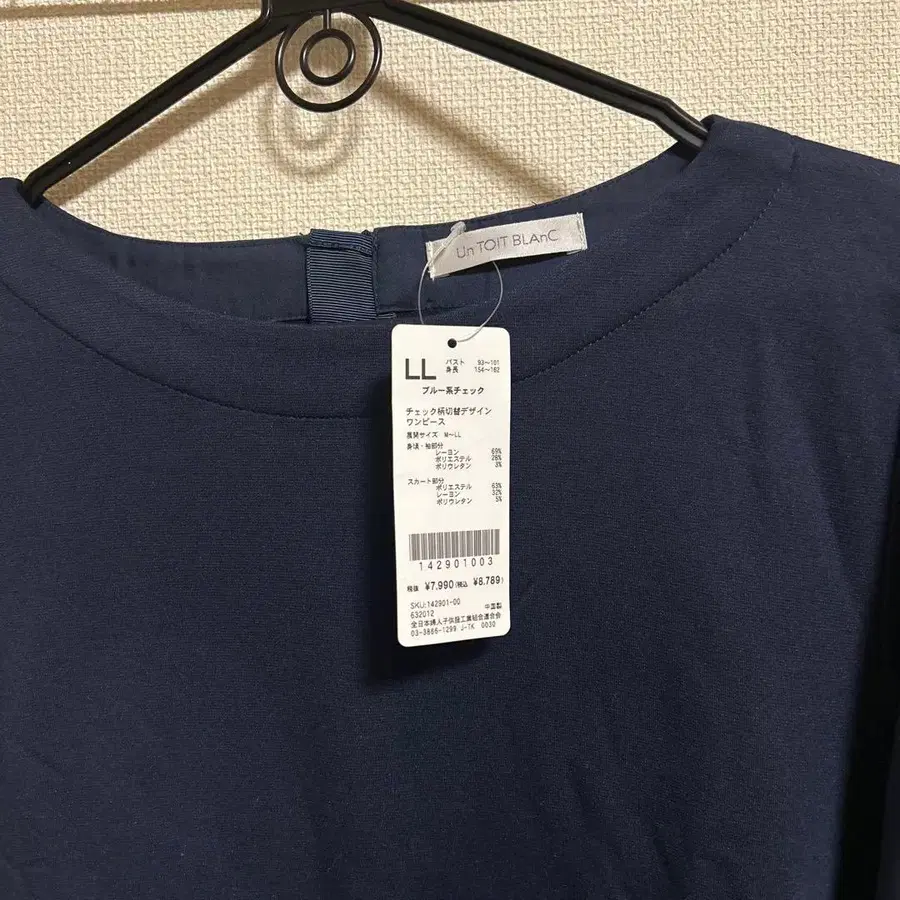 Un TOIT BLAnC
LL バスト 93〜101
身長 154〜162
ブルー系チェック
チェック柄切替デザイン
ワンピース
展開サイズ M〜LL
身頃・袖部分
レーヨン 69%
ポリエステル 28%
ポリウレタン 3%
スカート部分
ポリエステル 63%
レーヨン 32%
ポリウレタン 5%
142901003
税抜 ¥7,990(税込 ¥8,789)
SKU:142901-00 中国製
632012
全日本婦人子供服工業組合連合会
03-3866-1299 J-TK 0030